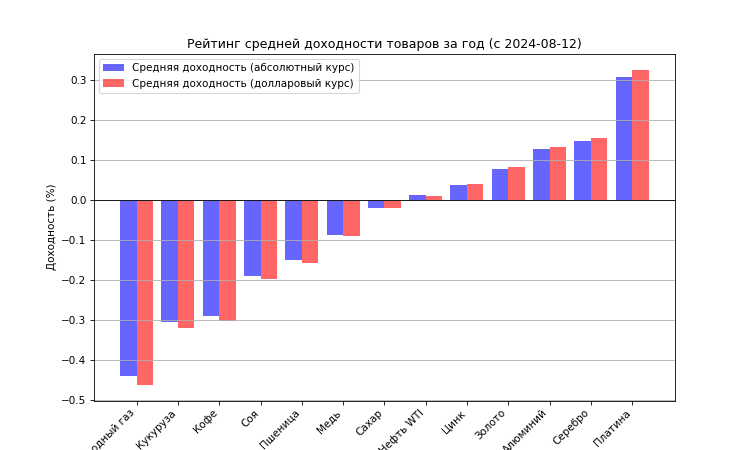 Рейтинг средней доходности товаров за год (с 2024-08-12)
Средняя доходность (абсолютный курс)
Средняя доходность (долларовый курс)
Доходность (%)
0.3
0.2
0.1
0.0
−0.1
−0.2
−0.3
−0.4
−0.5
одный газ
Кукуруза
Кофе
Соя
Пшеница
Медь
Сахар
Нефть WTI
Цинк
Золото
Алюминий
Серебро
Платина